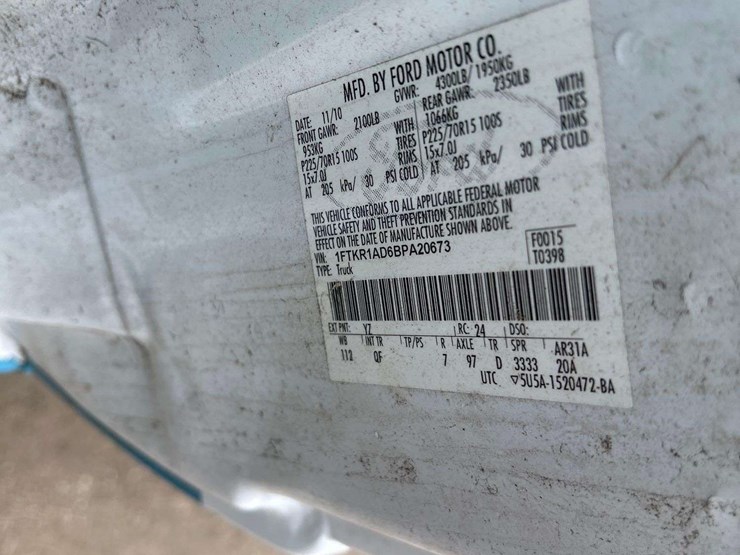 MFD. BY FORD MOTOR CO.
DATE: 11/10 GVWR: 4300LB/1950KG
FRONT GAWR: 2100LB REAR GAWR: 2350LB
953KG WITH 1066KG WITH
P225/70R15 100S TIRES P225/70R15 100S TIRES
15x7.0J RIMS 15x7.0J RIMS
AT 205 kPa/ 30 PSI COLD AT 205 kPa/ 30 PSI COLD
THIS VEHICLE CONFORMS TO ALL APPLICABLE FEDERAL MOTOR
VEHICLE SAFETY AND THEFT PREVENTION STANDARDS IN
EFFECT ON THE DATE OF MANUFACTURE SHOWN ABOVE.
VIN: 1FTKR1AD6BPA20673 F0015
TYPE: Truck T0398
EXT PNT: YZ RC: 24 DSO:
WB INT TR TP/PS R AXLE TR SPR AR31A
112 QF 7 97 D 3333 20A
UTC ▽5U5A-1520472-BA